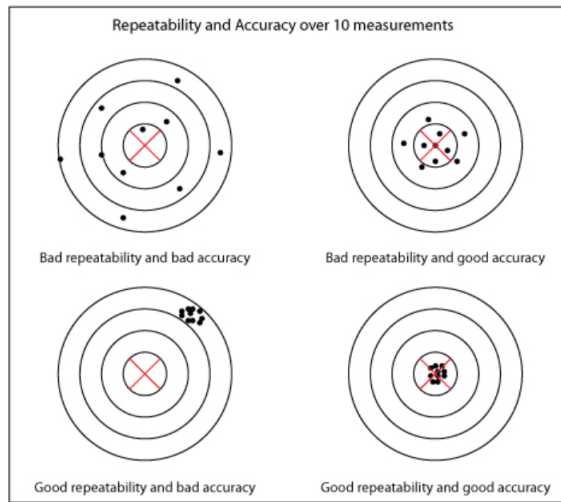 Repeatability and Accuracy over 10 measurements
Bad repeatability and bad accuracy
Bad repeatability and good accuracy
Good repeatability and bad accuracy
Good repeatability and good accuracy